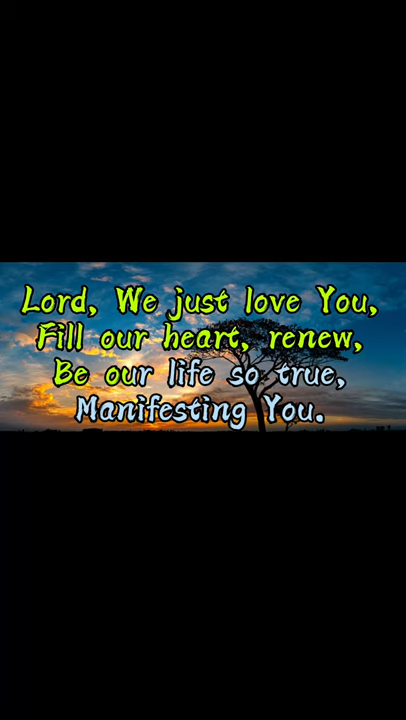 Lord, We just love You,
Fill our heart, renew,
Be our life so true,
Manifesting You.